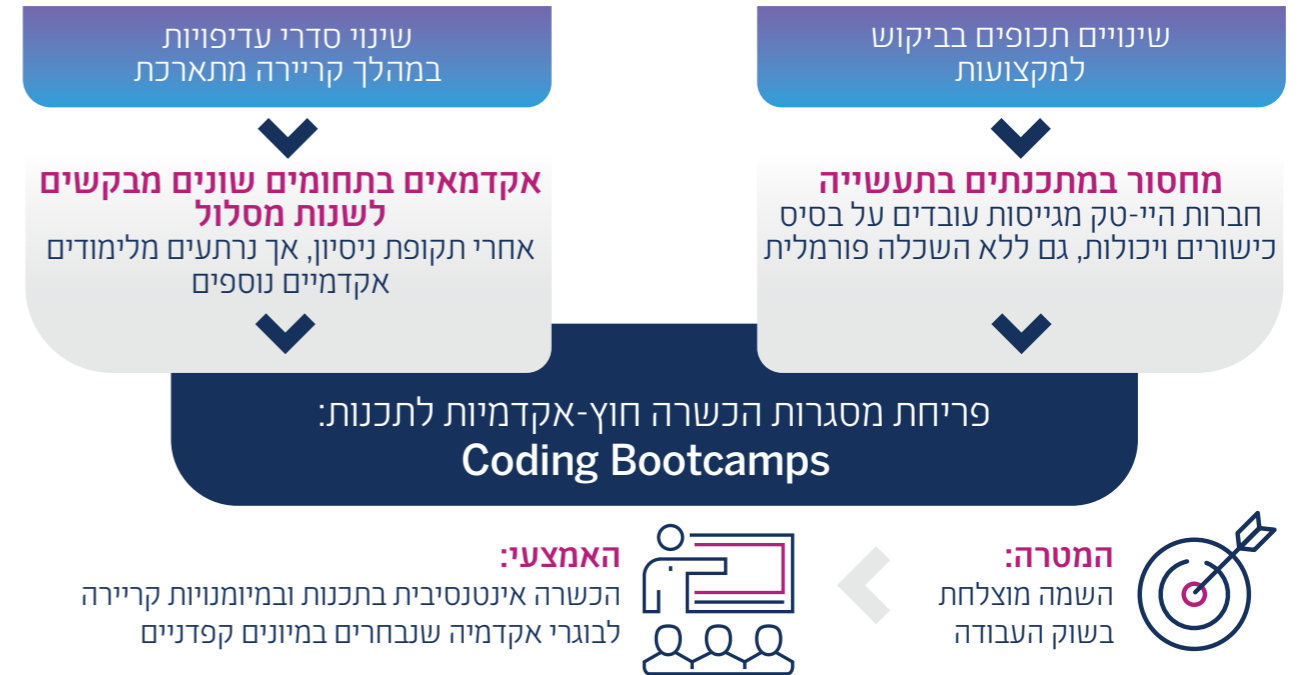 שינויים תכופים בביקוש
למקצועות
מחסור במתכנתים בתעשייה
חברות היי-טק מגייסות עובדים על בסיס
כישורים ויכולות, גם ללא השכלה פורמלית
שינוי סדרי עדיפויות
במהלך קריירה מתארכת
אקדמאים בתחומים שונים מבקשים
לשנות מסלול
אחרי תקופת ניסיון, אך נרתעים מלימודים
אקדמיים נוספים
פריחת מסגרות הכשרה חוץ-אקדמיות לתכנות:
Coding Bootcamps
המטרה:
השמה מוצלחת
בשוק העבודה
האמצעי:
הכשרה אינטנסיבית בתכנות ובמיומנויות קריירה
לבוגרי אקדמיה שנבחרים במיונים קפדניים